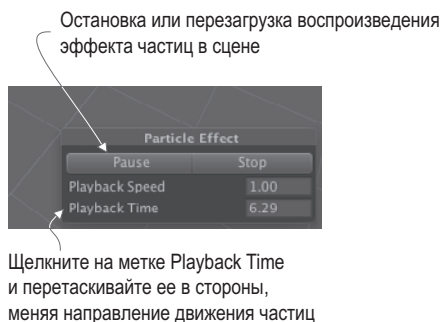 Остановка или перезагрузка воспроизведения
эффекта частиц в сцене
Particle Effect
Pause Stop
Playback Speed 1.00
Playback Time 6.29
Щелкните на метке Playback Time
и перетаскивайте ее в стороны,
меняя направление движения частиц